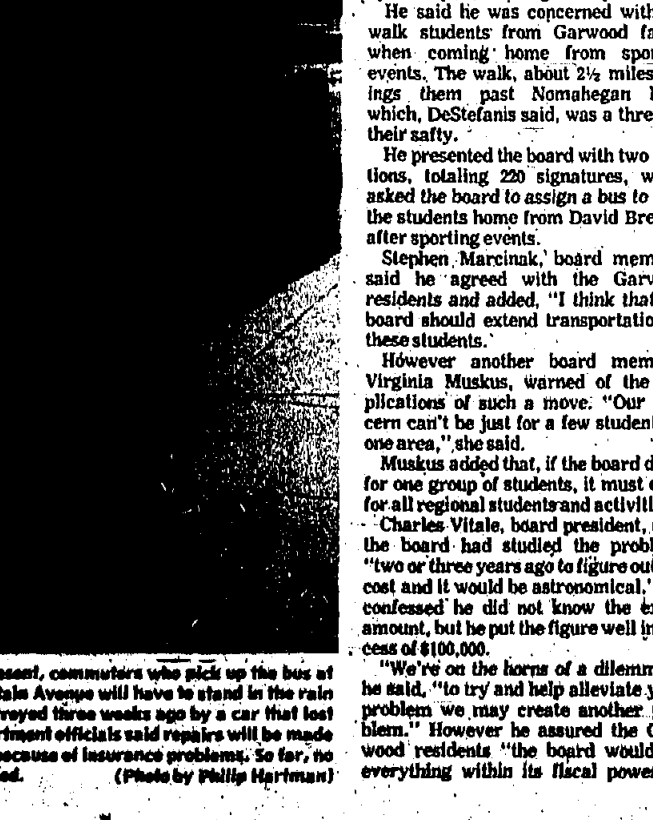 esent, commuters who pick up the bus at
Avenue will have to stand in the rain
royed three weeks ago by a car that lost
rtment officials said repairs will be made
because of insurance problems. So far, no
ed. (Photo by Philip Hartman)
He said he was concerned with
walk students from Garwood fa
when coming home from spor
events. The walk, about 2½ miles
ings them past Nomahegan
which, DeStefanis said, was a thre
their safty.
He presented the board with two
tions, totaling 220 signatures, w
asked the board to assign a bus to
the students home from David Bre
after sporting events.
Stephen Marcinak, board mem
said he agreed with the Garw
residents and added, "I think that
board should extend transportatio
these students.'
However another board mem
Virginia Muskus, warned of the
plications of such a move. "Our
cern can't be just for a few student
one area," she said.
Muskus added that, if the board d
for one group of students, it must
for all regional students and activiti
Charles Vitale, board president,
the board had studied the probl
"two or three years ago to figure out
cost and it would be astronomical."
confessed he did not know the e
amount, but he put the figure well in
cess of $100,000.
"We're on the horns of a dilemm
he said, "to try and help alleviate y
problem we may create another
blem." However he assured the G
wood residents "the board would
everything within its fiscal power